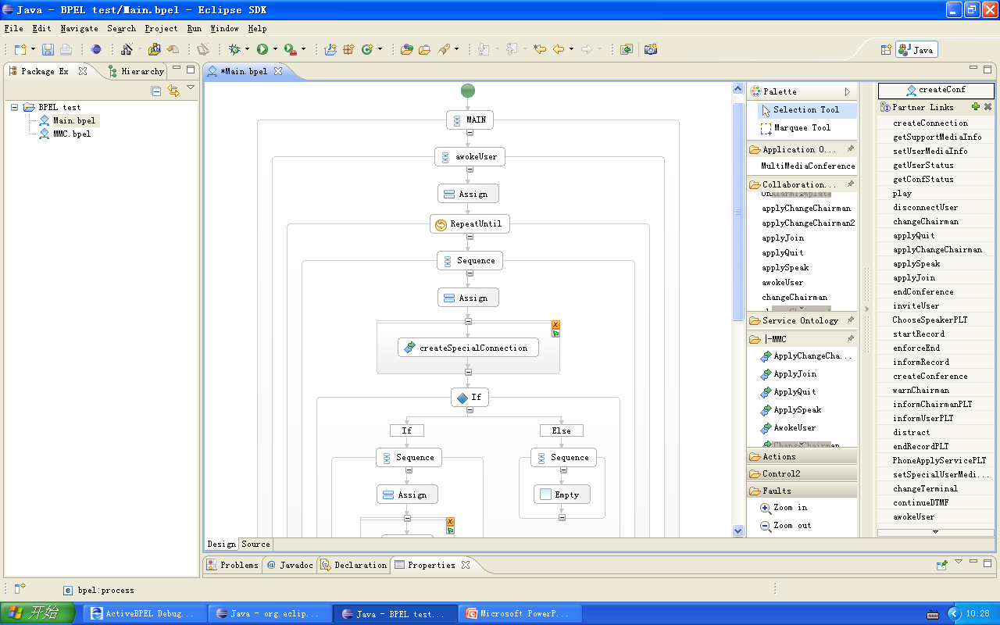 Java - BPEL test/Main.bpel - Eclipse SDK
File Edit Navigate Search Project Run Window Help
Java
Package Ex
Hierarchy
BPEL test
Main.bpel
MMC.bpel
*Main.bpel
MAIN
awokeUser
Assign
RepeatUntil
Sequence
Assign
createSpecialConnection
If
If
Else
Sequence
Sequence
Assign
Empty
Design Source
Palette
Selection Tool
Marquee Tool
Application O...
MultiMediaConference
Collaboration...
applyChangeChairman
applyChangeChairman2
applyJoin
applyQuit
applySpeak
awokeUser
changeChairman
Service Ontology
|-MMC
ApplyChangeCha...
ApplyJoin
ApplyQuit
ApplySpeak
AwokeUser
ChangeChairman
Actions
Control2
Faults
Zoom in
Zoom out
createConf
Partner Links
createConnection
getSupportMediaInfo
setUserMediaInfo
getUserStatus
getConfStatus
play
disconnectUser
changeChairman
applyQuit
applyChangeChairman
applySpeak
applyJoin
endConference
inviteUser
ChooseSpeakerPLT
startRecord
enforceEnd
informRecord
createConference
warnChairman
informChairmanPLT
informUserPLT
distract
endRecordPLT
PhoneApplyServicePLT
setSpecialUserMedi...
changeTerminal
continueDTMF
awokeUser
Problems
@ Javadoc
Declaration
Properties
bpel:process
开始
ActiveBPEL Debug...
Java - org.eclip...
Java - BPEL test...
Microsoft PowerP...
10:28